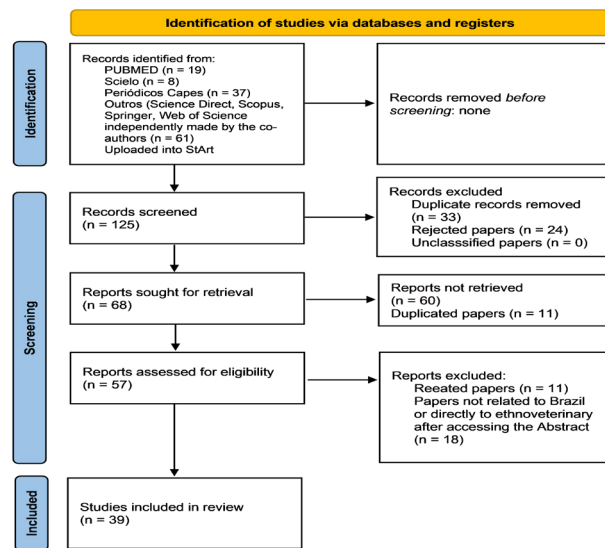 Identification of studies via databases and registers
Identification
Records identified from:
PUBMED (n = 19)
Scielo (n = 8)
Periódicos Capes (n = 37)
Outros (Science Direct, Scopus,
Springer, Web of Science
independently made by the co-
authors (n = 61)
Uploaded into StArt
Records removed before
screening: none
Screening
Records screened
(n = 125)
Records excluded
Duplicate records removed
(n = 33)
Rejected papers (n = 24)
Unclasssified papers (n = 0)
Reports sought for retrieval
(n = 68)
Reports not retrieved
(n = 60)
Duplicated papers (n = 11)
Reports assessed for eligibility
(n = 57)
Reports excluded:
Reeated papers (n = 11)
Papers not related to Brazil
or directly to ethnoveterinary
after accessing the Abstract
(n = 18)
Included
Studies included in review
(n = 39)